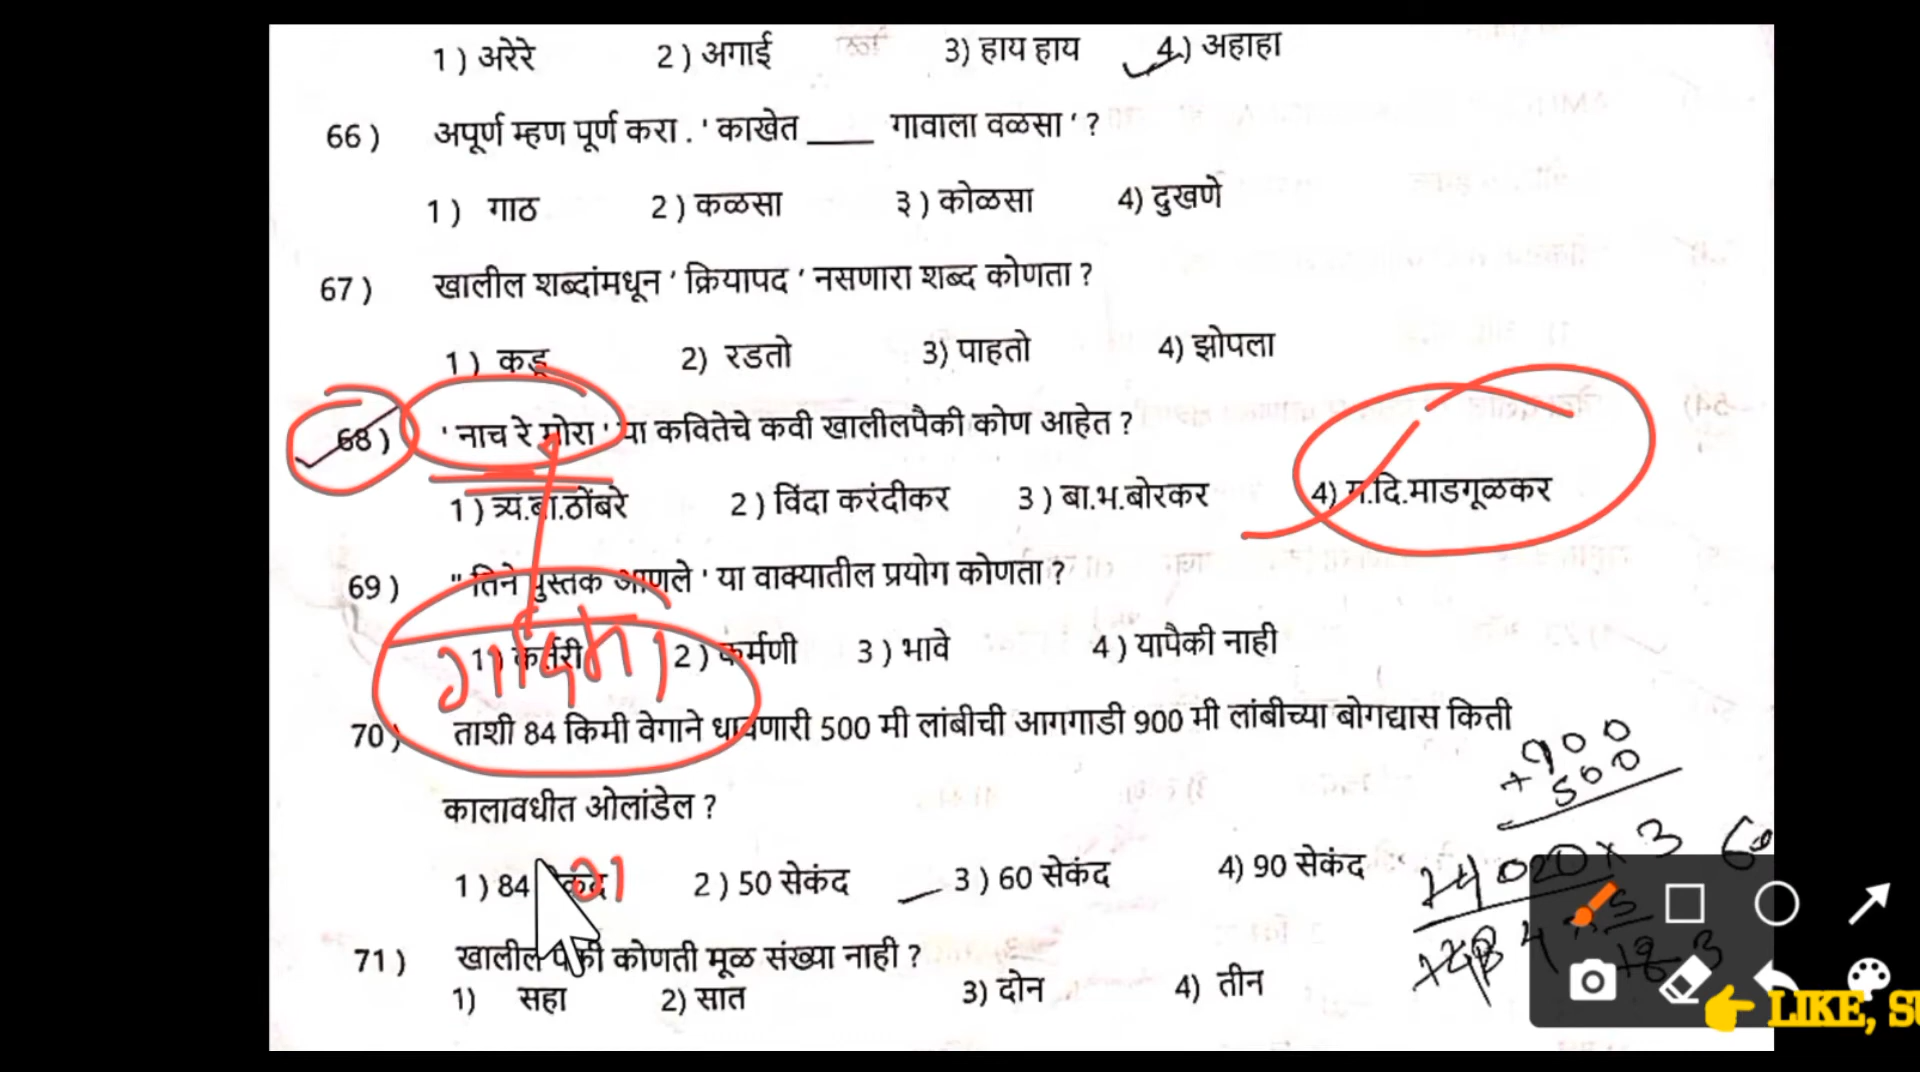 1 ) अरेरे 2 ) अगाई 3) हाय हाय 4.) अहाहा
66 ) अपूर्ण म्हण पूर्ण करा . ' काखेत ____ गावाला वळसा ' ?
1 ) गाठ 2 ) कळसा ३ ) कोळसा 4) दुखणे
67 ) खालील शब्दांमधून ' क्रियापद ' नसणारा शब्द कोणता ?
1 ) कडू 2) रडतो 3) पाहतो 4) झोपला
68 ) ' नाच रे मोरा ' या कवितेचे कवी खालीलपैकी कोण आहेत ?
1 ) त्र्य.बा.ठोंबरे 2 ) विंदा करंदीकर 3 ) बा.भ.बोरकर 4) ग.दि.माडगूळकर
69 ) " तिने पुस्तक आणले ' या वाक्यातील प्रयोग कोणता ?
1 ) कर्तरी 2 ) कर्मणी 3 ) भावे 4 ) यापैकी नाही
गादिमा
70 ) ताशी 84 किमी वेगाने धावणारी 500 मी लांबीची आगगाडी 900 मी लांबीच्या बोगद्यास किती
कालावधीत ओलांडेल ?
900
+ 500
1 ) 84 2 ) 50 सेकंद 3 ) 60 सेकंद 4) 90 सेकंद
71 ) खालील पैकी कोणती मूळ संख्या नाही ?
1) सहा 2) सात 3) दोन 4) तीन
LIKE,